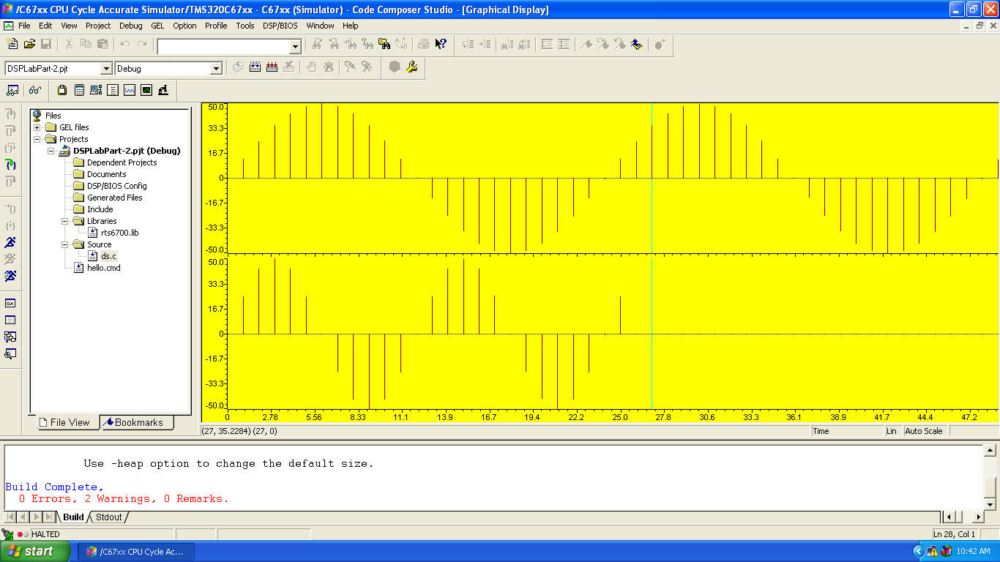 /C67xx CPU Cycle Accurate Simulator/TMS320C67xx - C67xx (Simulator) - Code Composer Studio - [Graphical Display]
File Edit View Project Debug GEL Option Profile Tools DSP/BIOS Window Help
DSPLabPart-2.pjt Debug
Files
GEL files
Projects
DSPLabPart-2.pjt (Debug)
Dependent Projects
Documents
DSP/BIOS Config
Generated Files
Include
Libraries
rts6700.lib
Source
ds.c
hello.cmd
File View Bookmarks
50.0
33.3
16.7
0
-16.7
-33.3
-50.0
50.0
33.3
16.7
0
-16.7
-33.3
-50.0
0 2.78 5.56 8.33 11.1 13.9 16.7 19.4 22.2 25.0 27.8 30.6 33.3 36.1 38.9 41.7 44.4 47.2
(27, 35.2284) (27, 0) Time Lin Auto Scale
Use -heap option to change the default size.
Build Complete,
0 Errors, 2 Warnings, 0 Remarks.
Build Stdout
HALTED Ln 28, Col 1
start /C67xx CPU Cycle Ac... 10:42 AM